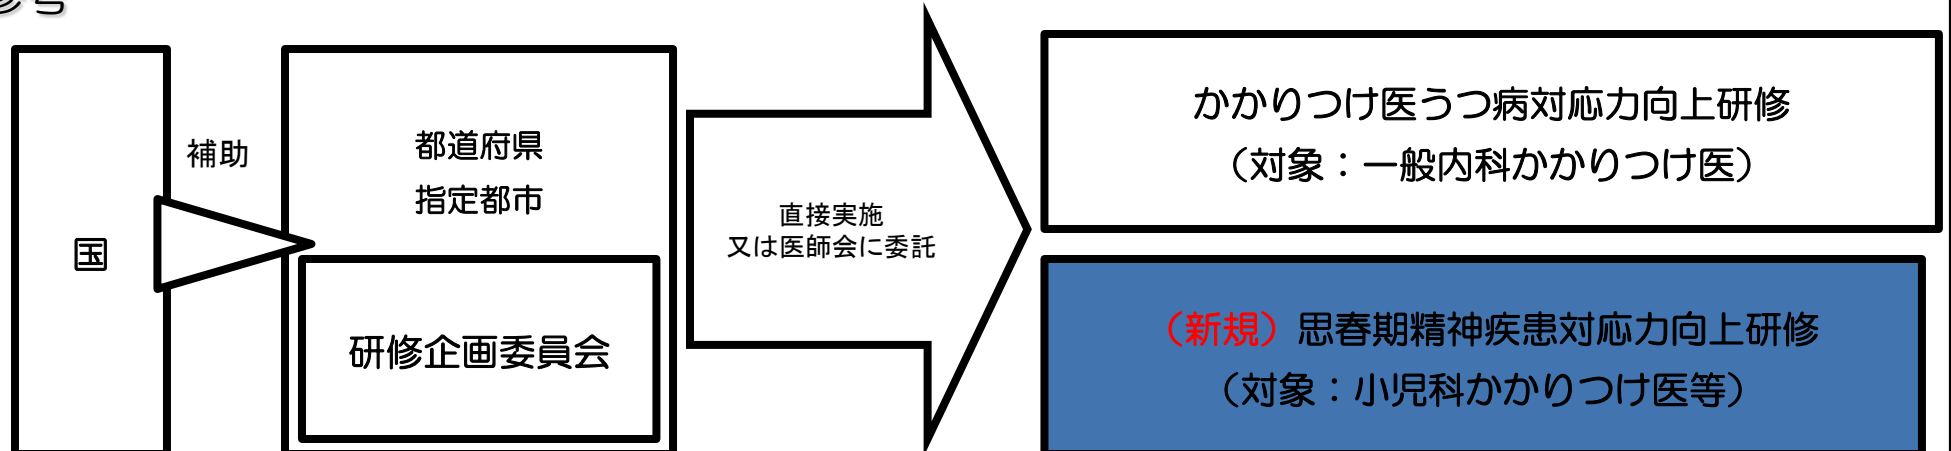 参考
国
補助
都道府県
指定都市
研修企画委員会
直接実施
又は医師会に委託
かかりつけ医うつ病対応力向上研修
（対象：一般内科かかりつけ医）
（新規）思春期精神疾患対応力向上研修
（対象：小児科かかりつけ医等）